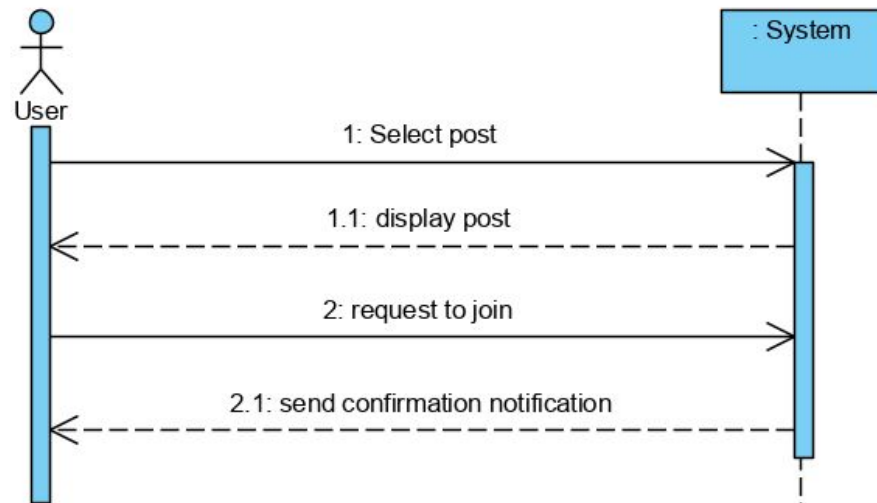 : System
User
1: Select post
1.1: display post
2: request to join
2.1: send confirmation notification